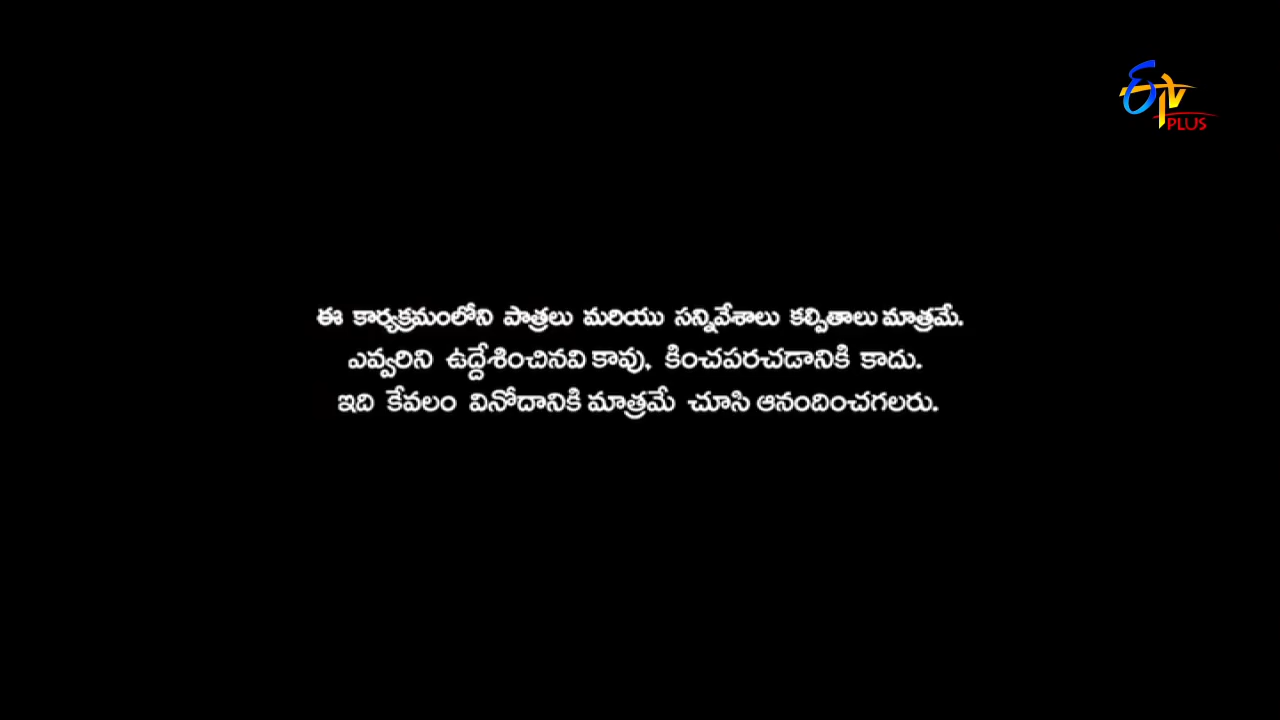 ETV
PLUS
ఈ కార్యక్రమంలోని పాత్రలు మరియు సన్నివేశాలు కల్పితాలు మాత్రమే.
ఎవ్వరిని ఉద్దేశించినవి కావు, కించపరచడానికి కాదు.
ఇది కేవలం వినోదానికి మాత్రమే చూసి ఆనందించగలరు.